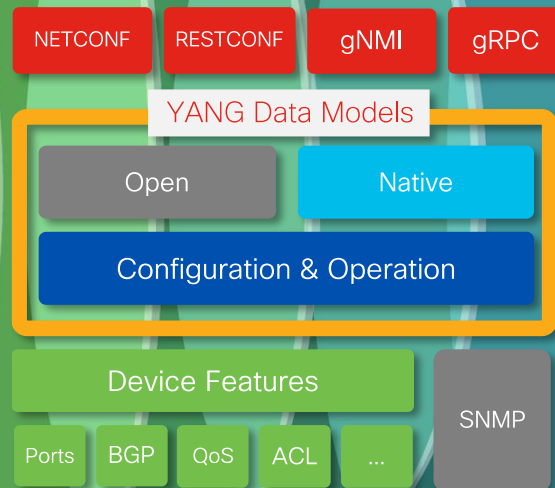 NETCONF RESTCONF gNMI gRPC
YANG Data Models
Open Native
Configuration & Operation
Device Features
SNMP
Ports BGP QoS ACL ...